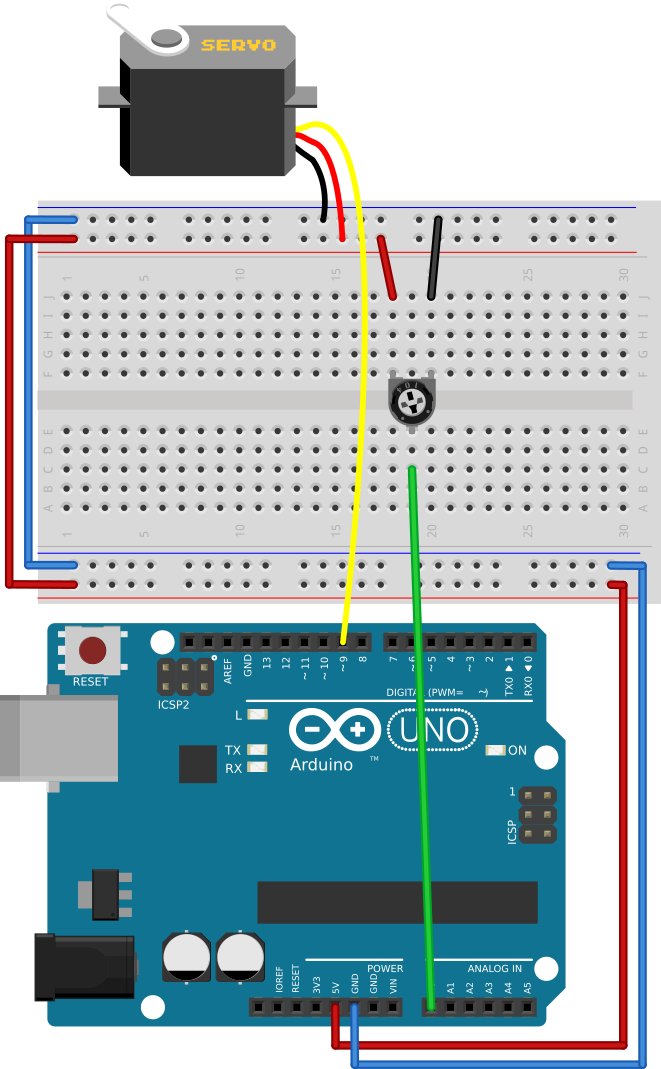 SERVO
1 5 10 15 25 30
J J
I I
H H
G G
F F
104
E E
D D
C C
B B
A A
1 5 10 15 20 25 30
RESET
ICSP2
AREF
GND
13
12
~11
~10
~9
8
7
~6
~5
4
~3
2
TX0 ▶ 1
RX0 ◀ 0
DIGITAL (PWM= ~)
L
TX
RX
Arduino
TM
UNO
ON
1
ICSP
POWER
ANALOG IN
IOREF
RESET
3V3
5V
GND
GND
VIN
A1
A2
A3
A4
A5